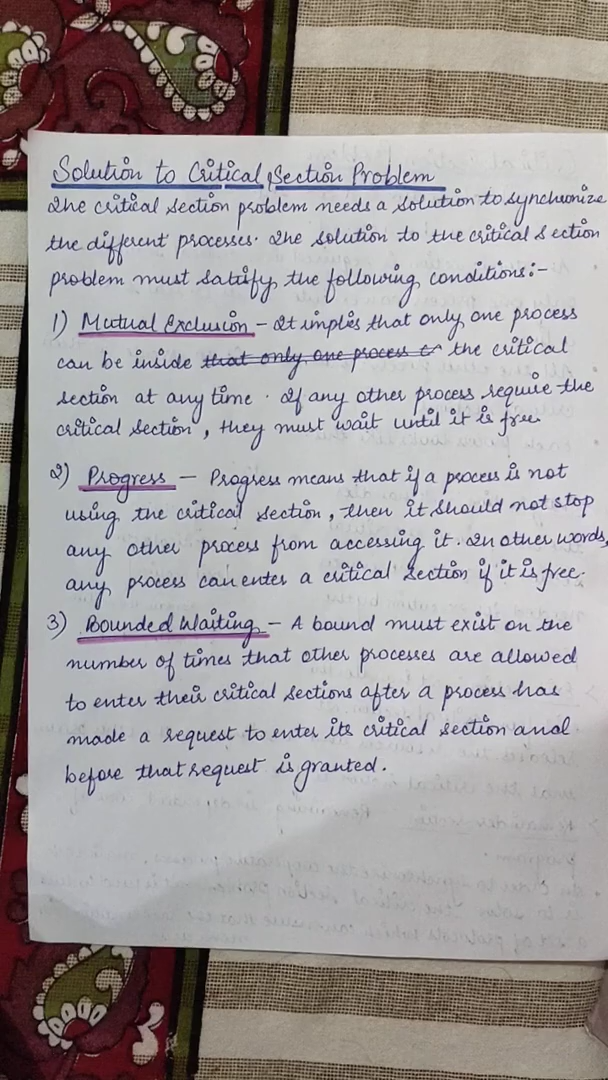 Solution to Critical Section Problem
The critical section problem needs a solution to synchronize
the different processes. The solution to the critical section
problem must satisfy the following conditions:-
1) Mutual Exclusion - It implies that only one process
can be inside that only one process cr the critical
section at any time. If any other process require the
critical section, they must wait until it is free.
2) Progress - Progress means that if a process is not
using the critical section, then it should not stop
any other process from accessing it. In other words,
any process can enter a critical section if it is free.
3) Bounded Waiting - A bound must exist on the
number of times that other processes are allowed
to enter their critical sections after a process has
made a request to enter its critical section and
before that request is granted.